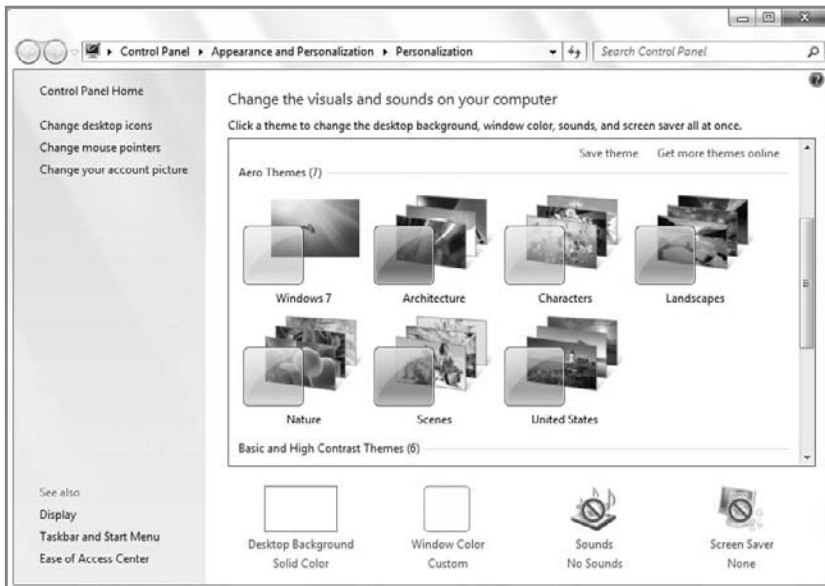 Control Panel ▸ Appearance and Personalization ▸ Personalization
Search Control Panel
Control Panel Home
Change desktop icons
Change mouse pointers
Change your account picture
Change the visuals and sounds on your computer
Click a theme to change the desktop background, window color, sounds, and screen saver all at once.
Save theme Get more themes online
Aero Themes (7)
Windows 7 Architecture Characters Landscapes
Nature Scenes United States
Basic and High Contrast Themes (6)
See also
Display
Taskbar and Start Menu
Ease of Access Center
Desktop Background Window Color Sounds Screen Saver
Solid Color Custom No Sounds None